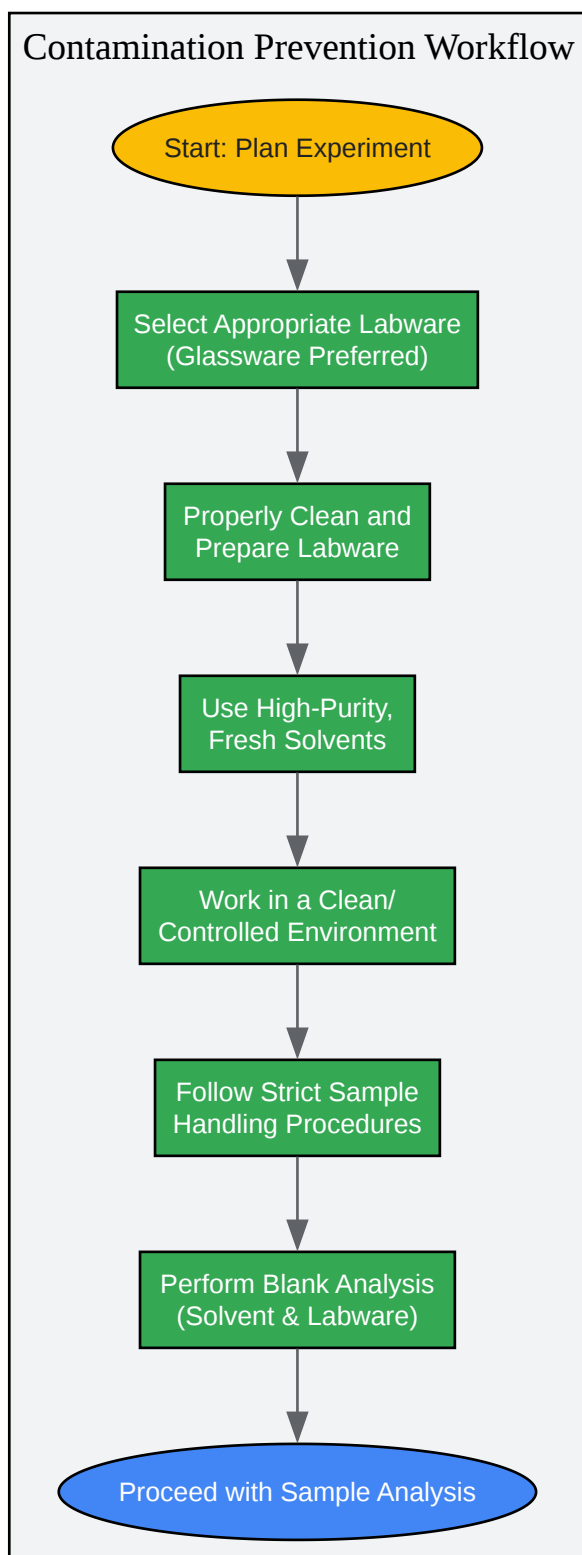 Contamination Prevention Workflow
Start: Plan Experiment
Select Appropriate Labware
(Glassware Preferred)
Properly Clean and
Prepare Labware
Use High-Purity,
Fresh Solvents
Work in a Clean/
Controlled Environment
Follow Strict Sample
Handling Procedures
Perform Blank Analysis
(Solvent & Labware)
Proceed with Sample Analysis